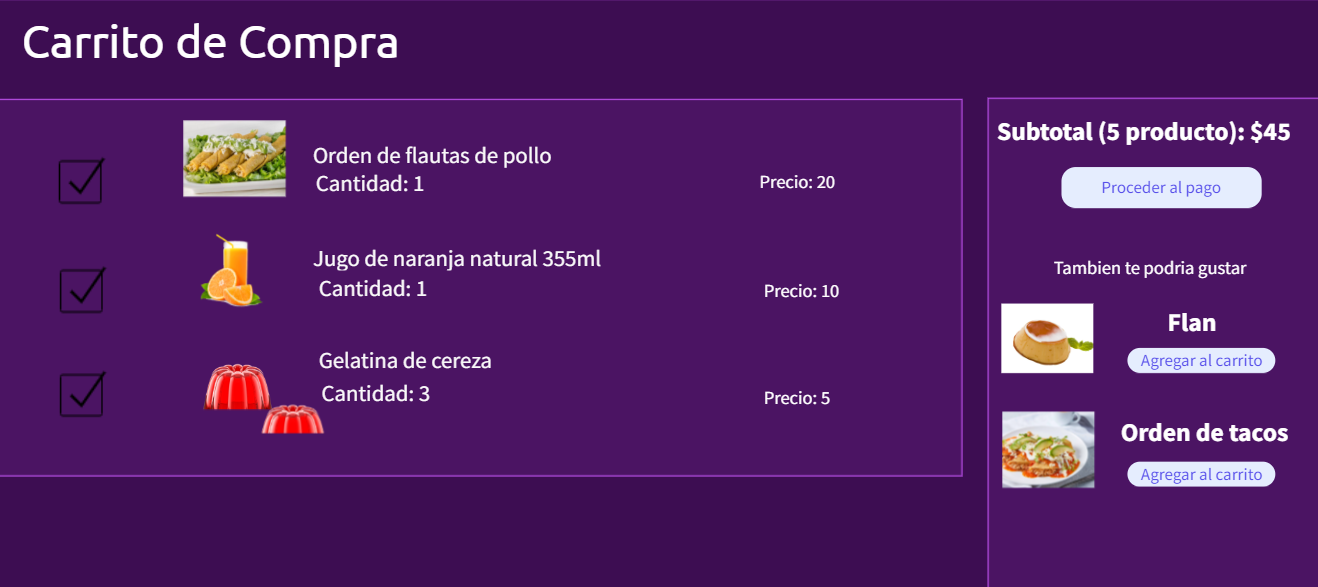 Carrito de Compra
Orden de flautas de pollo
Cantidad: 1
Precio: 20
Jugo de naranja natural 355ml
Cantidad: 1
Precio: 10
Gelatina de cereza
Cantidad: 3
Precio: 5
Subtotal (5 producto): $45
Proceder al pago
Tambien te podria gustar
Flan
Agregar al carrito
Orden de tacos
Agregar al carrito